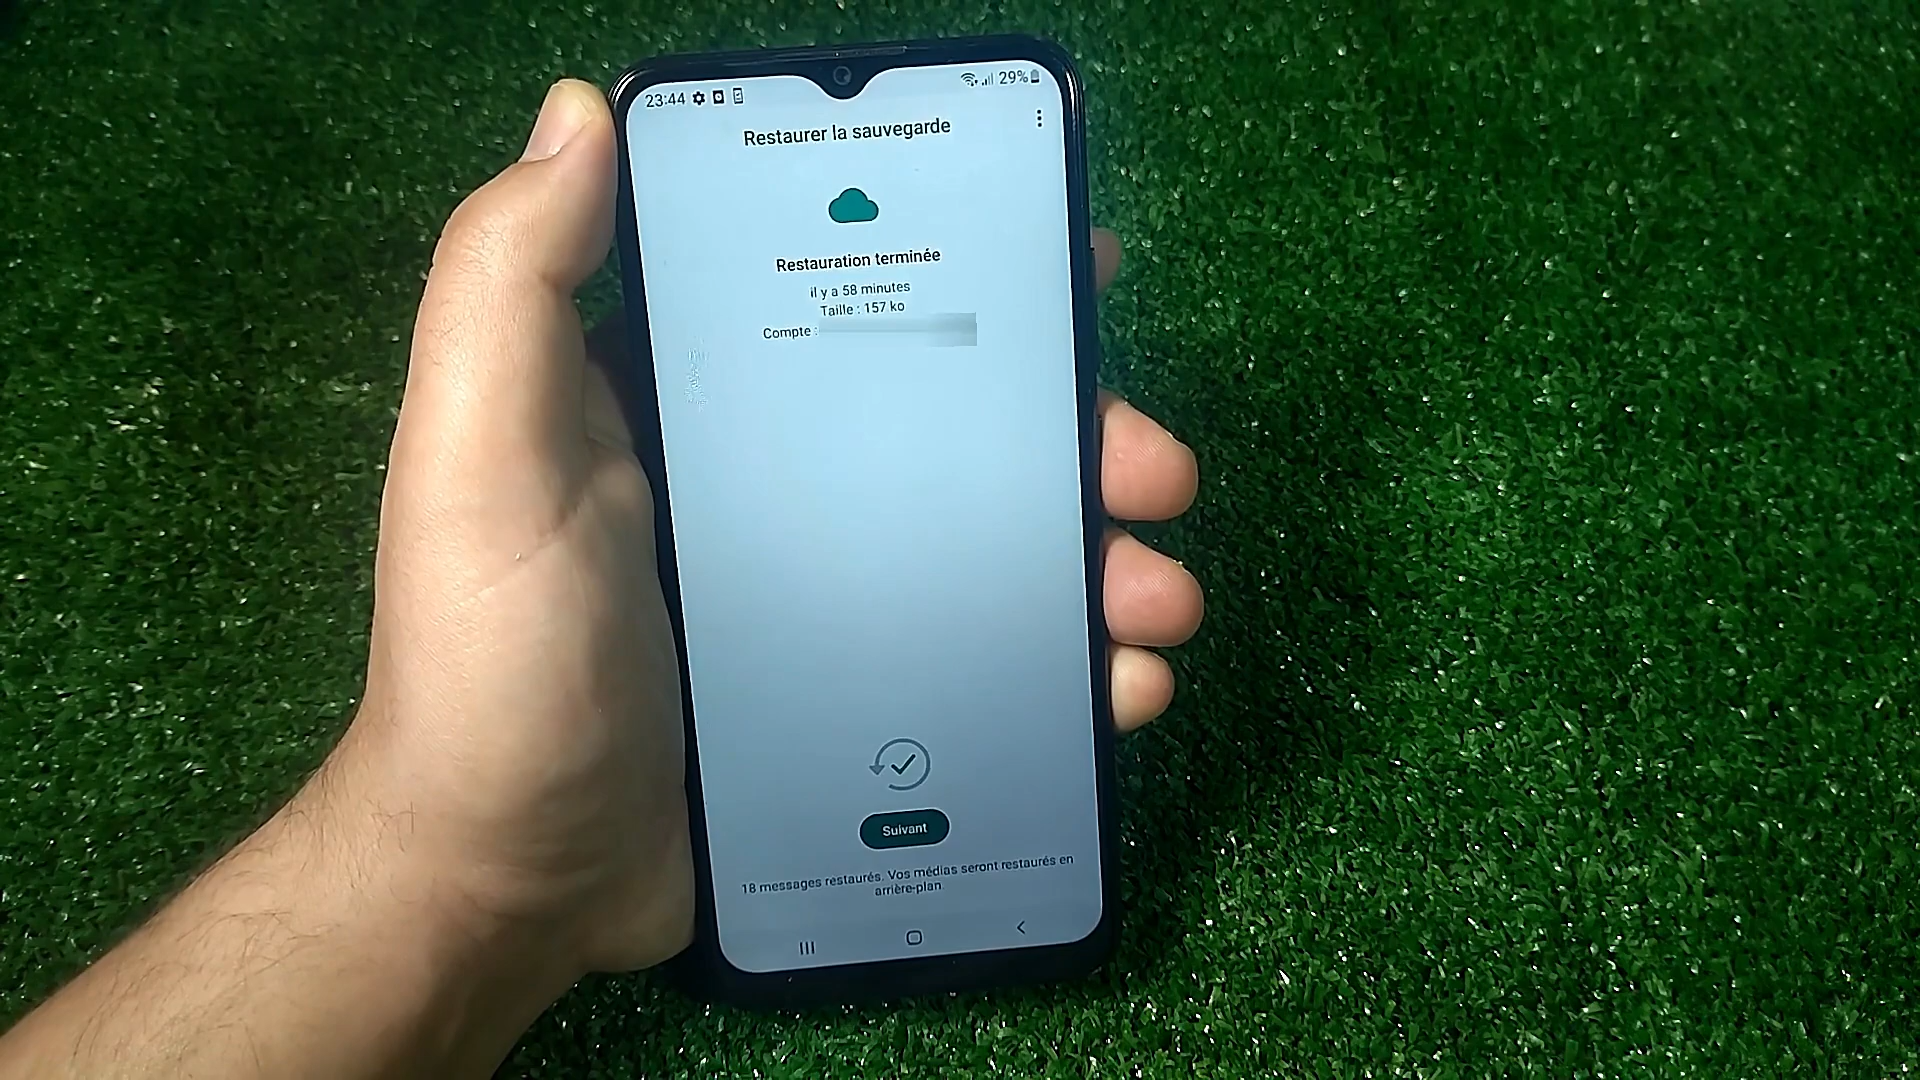 23:44
29%
Restaurer la sauvegarde
Restauration terminée
il y a 58 minutes
Taille : 157 ko
Compte :
Suivant
18 messages restaurés. Vos médias seront restaurés en
arrière-plan